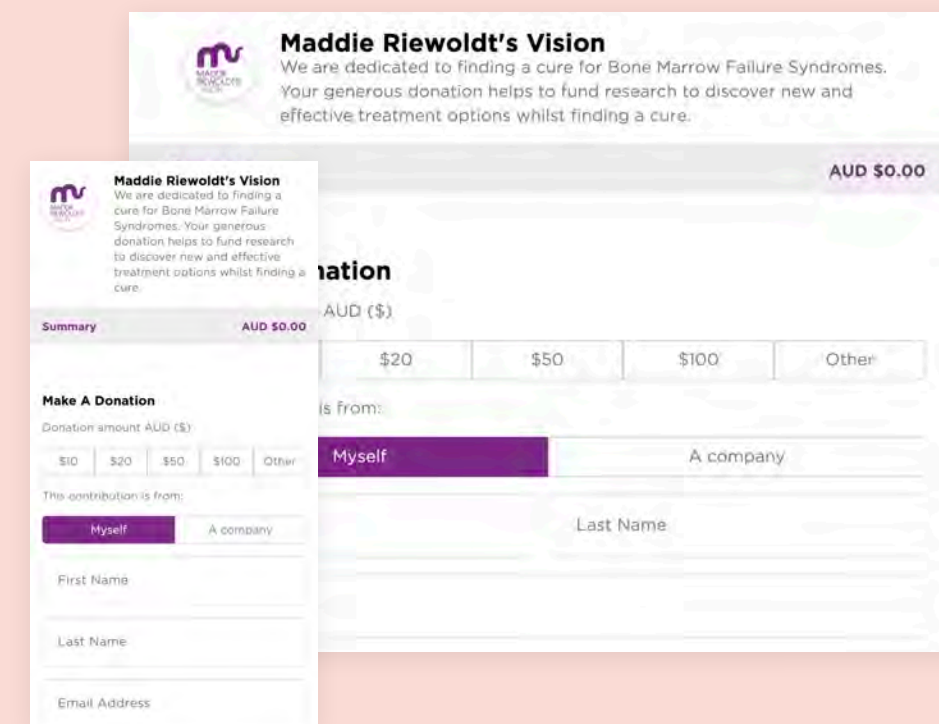 Maddie Riewoldt's Vision
We are dedicated to finding a cure for Bone Marrow Failure Syndromes.
Your generous donation helps to fund research to discover new and
effective treatment options whilst finding a cure.
AUD $0.00
nation
AUD ($)
$20 $50 $100 Other
is from:
Myself A company
Last Name
MADDIE
RIEWOLDT'S
VISION
Maddie Riewoldt's Vision
We are dedicated to finding a
cure for Bone Marrow Failure
Syndromes. Your generous
donation helps to fund research
to discover new and effective
treatment options whilst finding a
cure.
Summary AUD $0.00
Make A Donation
Donation amount AUD ($)
$10 $20 $50 $100 Other
This contribution is from:
Myself A company
First Name
Last Name
Email Address